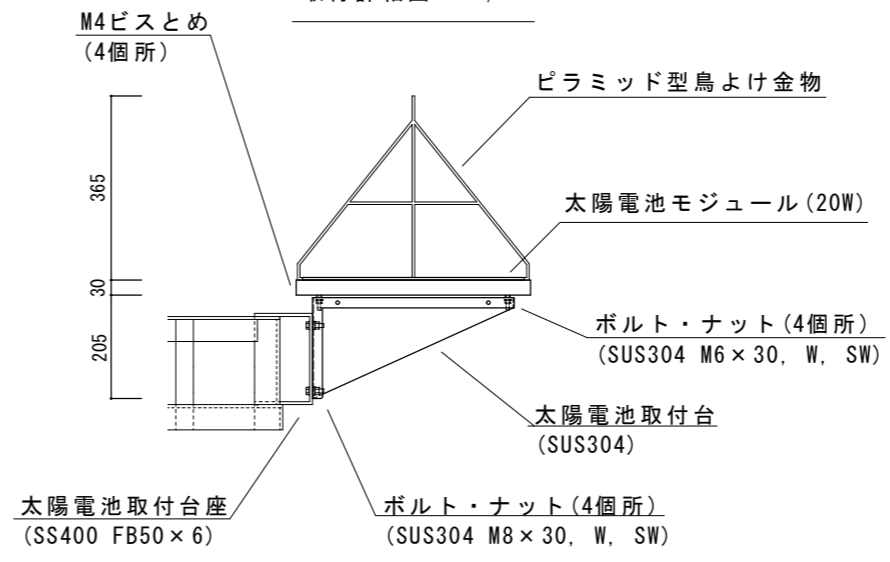 M4ビスとめ
(4個所)
ピラミッド型鳥よけ金物
365
太陽電池モジュール(20W)
30
205
ボルト・ナット(4個所)
(SUS304 M6×30, W, SW)
太陽電池取付台
(SUS304)
太陽電池取付台座
(SS400 FB50×6)
ボルト・ナット(4個所)
(SUS304 M8×30, W, SW)